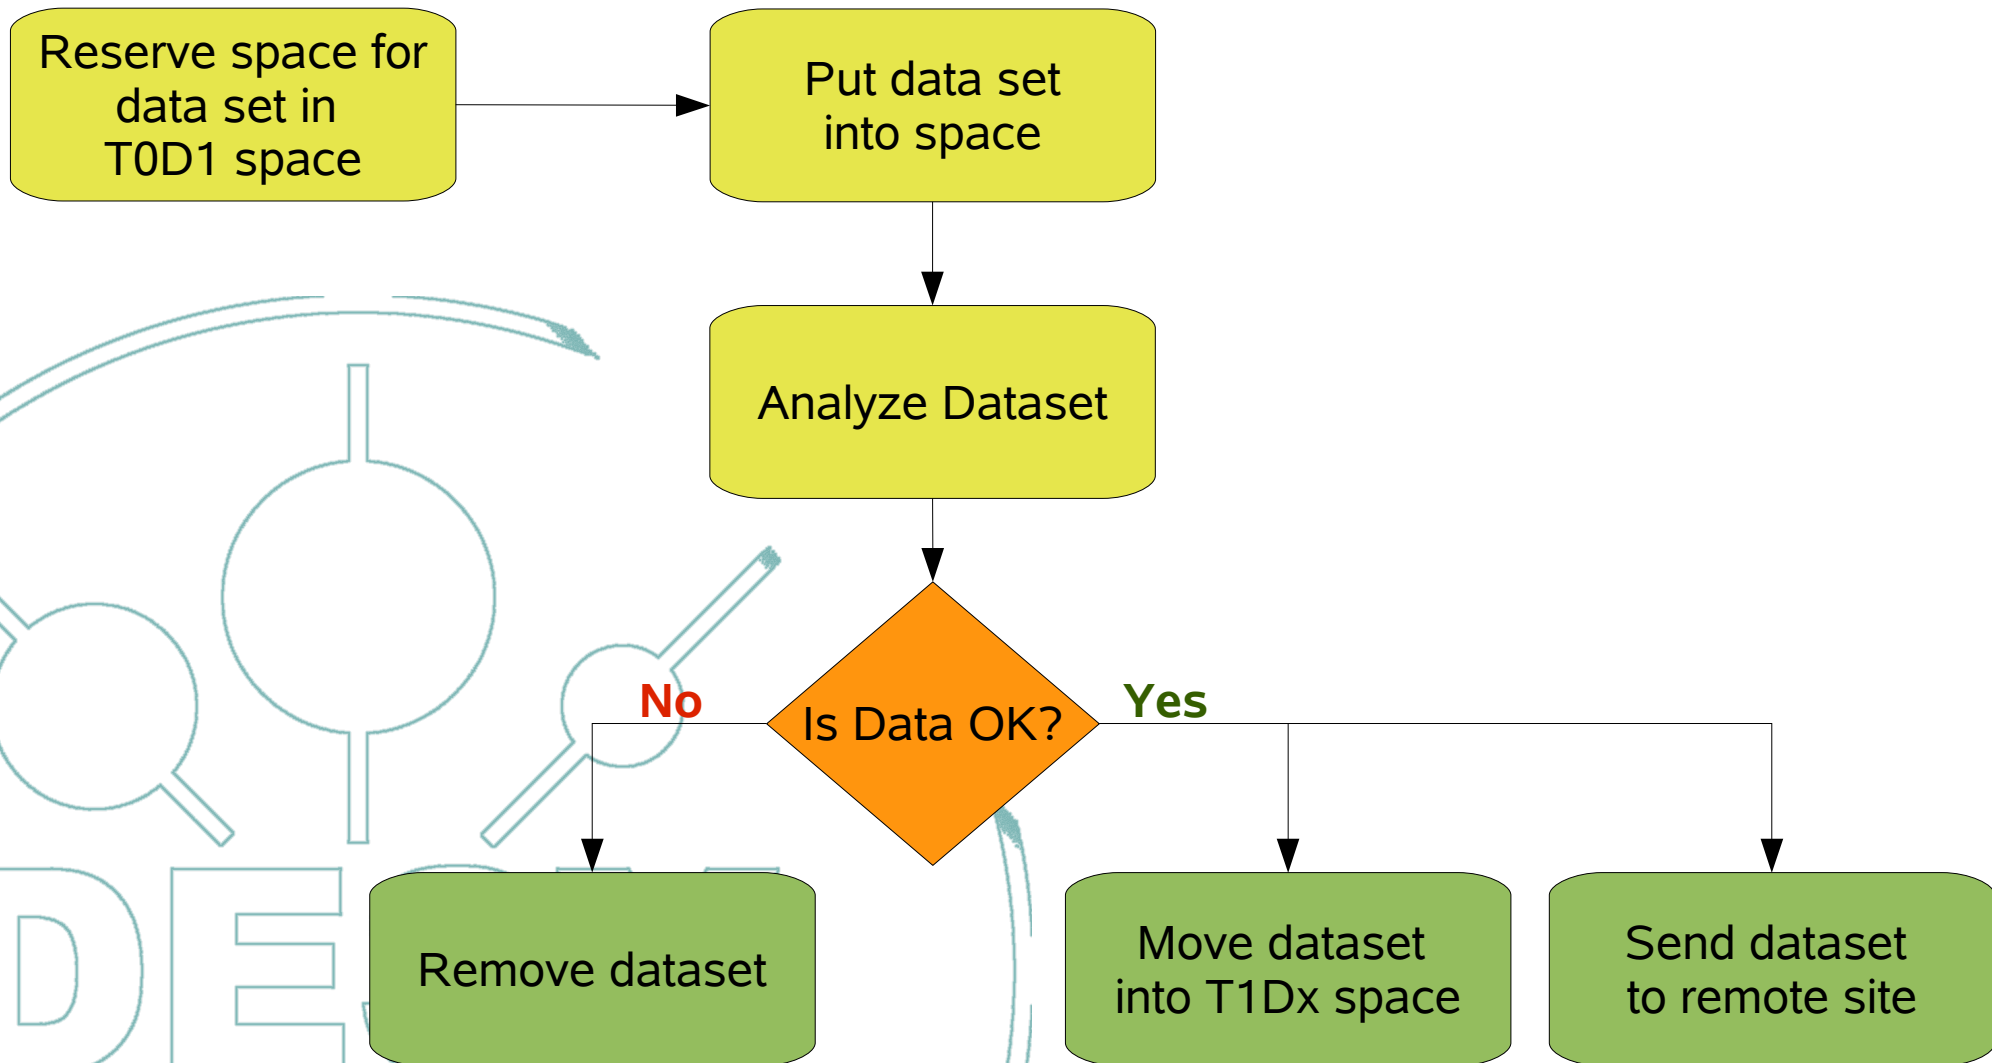 Reserve space for
data set in
T0D1 space
Put data set
into space
Analyze Dataset
Is Data OK?
No
Yes
Remove dataset
Move dataset
into T1Dx space
Send dataset
to remote site